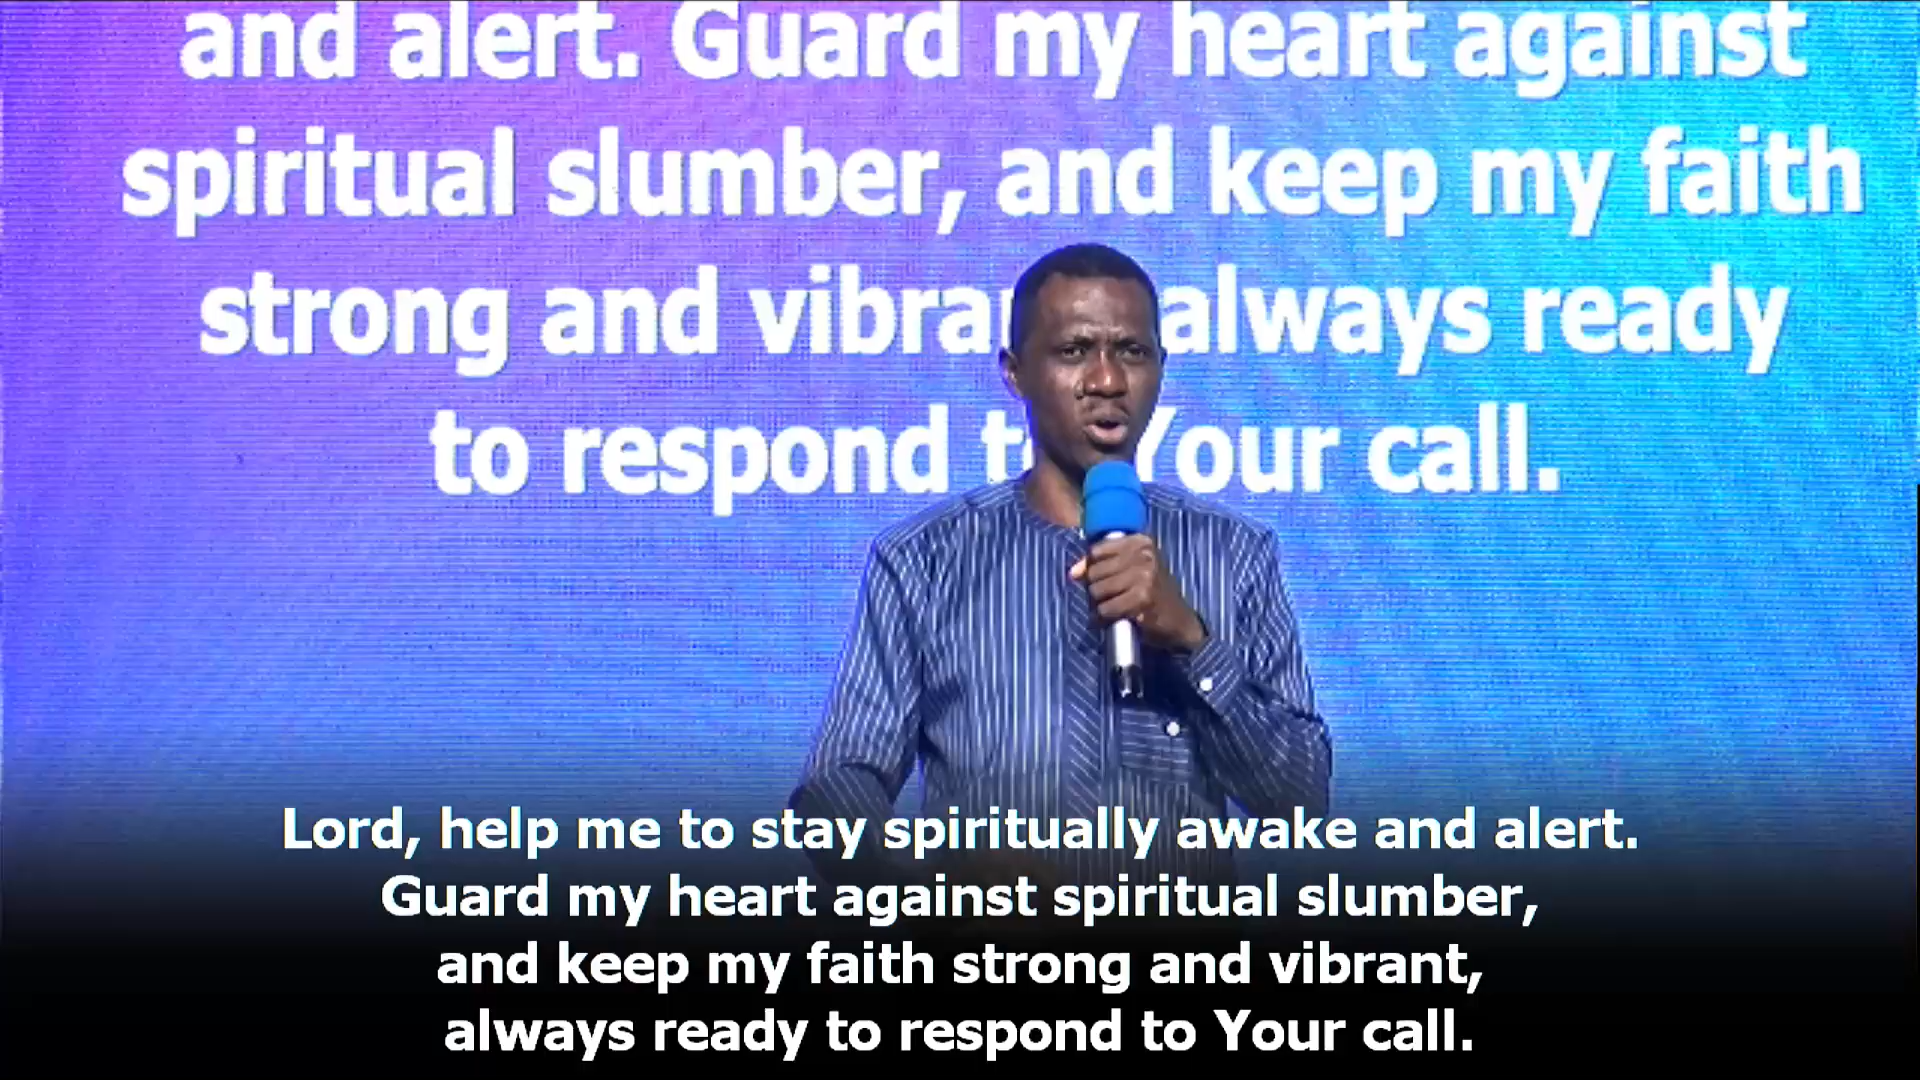 and alert. Guard my heart against
spiritual slumber, and keep my faith
strong and always ready
to respond Your call.
Lord, help me to stay spiritually awake and alert.
Guard my heart against spiritual slumber,
and keep my faith strong and vibrant,
always ready to respond to Your call.